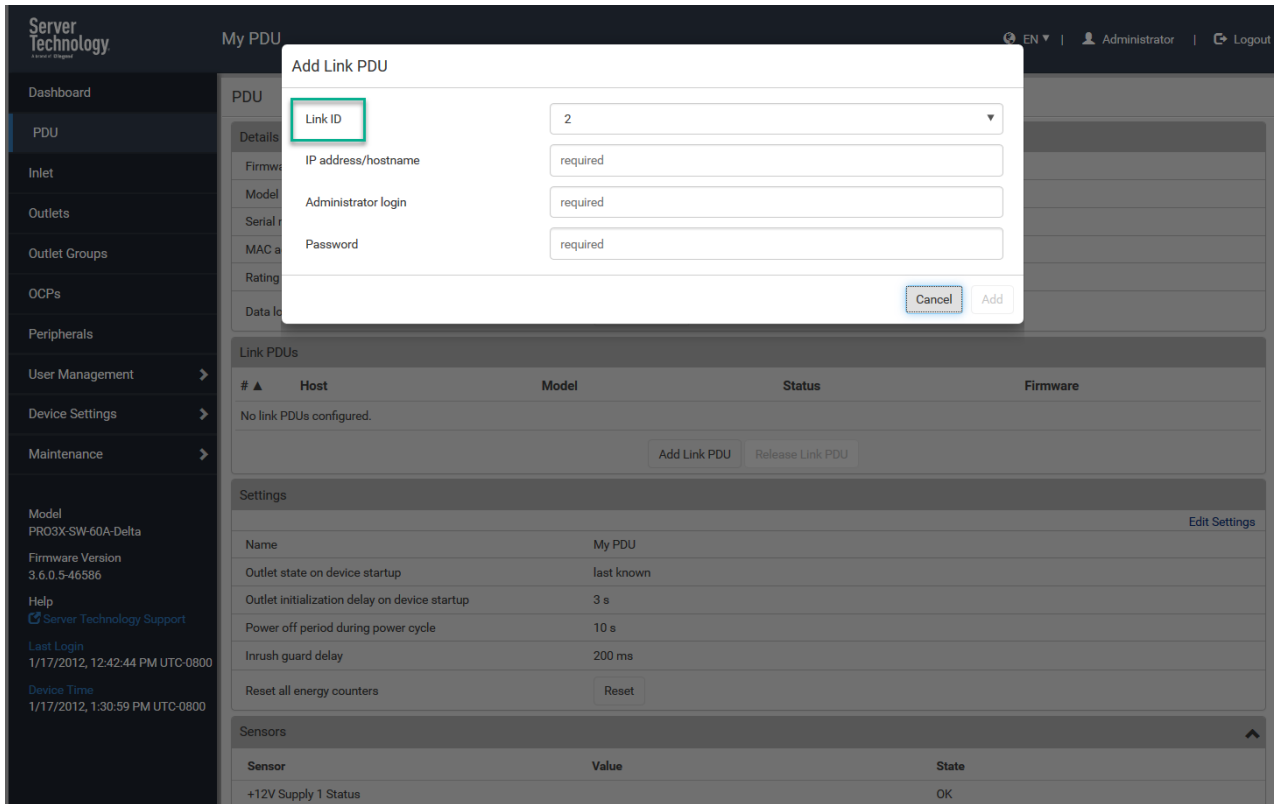 Server
Technology
My PDU
EN
|
Administrator
|
Logout
Add Link PDU
Link ID
2
IP address/hostname
required
Administrator login
required
Password
required
Cancel
Add
Dashboard
PDU
Inlet
Outlets
Outlet Groups
OCPs
Peripherals
User Management
Device Settings
Maintenance
Model
PRO3X-SW-60A-Delta
Firmware Version
3.6.0.5-46586
Help
Server Technology Support
Last Login
1/17/2012, 12:42:44 PM UTC-0800
Device Time
1/17/2012, 1:30:59 PM UTC-0800
PDU
Details
Firmwa
Model
Serial
MAC a
Rating
Data lo
Link PDUs
# ▲ Host Model Status Firmware
No link PDUs configured.
Add Link PDU Release Link PDU
Settings
Edit Settings
Name My PDU
Outlet state on device startup last known
Outlet initialization delay on device startup 3 s
Power off period during power cycle 10 s
Inrush guard delay 200 ms
Reset all energy counters Reset
Sensors
Sensor Value State
+12V Supply 1 Status OK